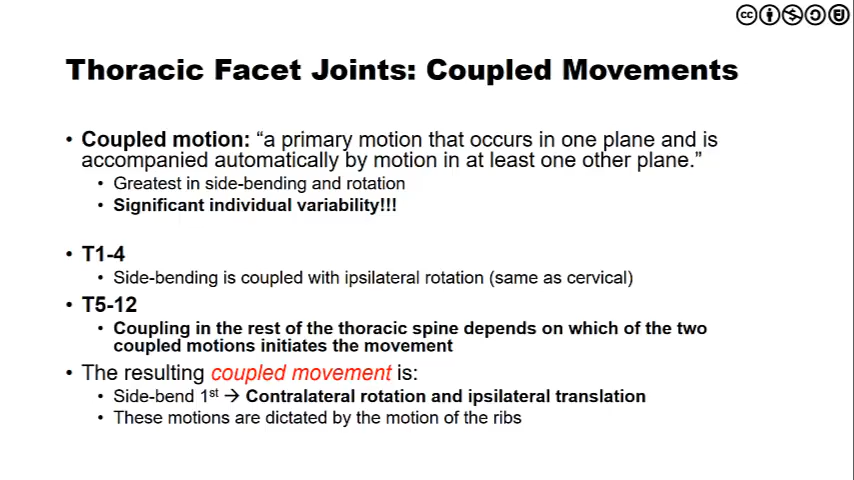 Thoracic Facet Joints: Coupled Movements
• Coupled motion: “a primary motion that occurs in one plane and is
accompanied automatically by motion in at least one other plane.”
• Greatest in side-bending and rotation
• Significant individual variability!!!
• T1-4
• Side-bending is coupled with ipsilateral rotation (same as cervical)
• T5-12
• Coupling in the rest of the thoracic spine depends on which of the two
coupled motions initiates the movement
• The resulting coupled movement is:
• Side-bend 1st → Contralateral rotation and ipsilateral translation
• These motions are dictated by the motion of the ribs